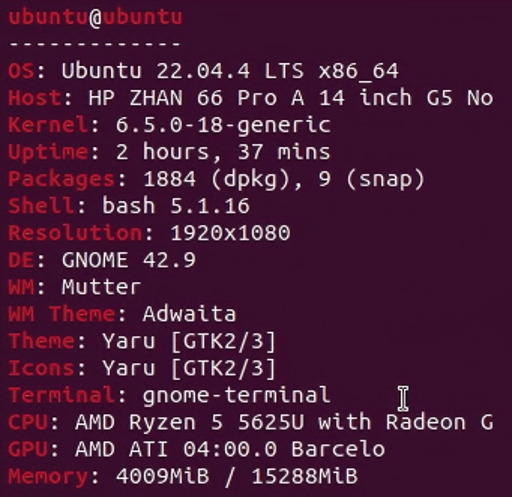 ubuntu@ubuntu
-------------
OS: Ubuntu 22.04.4 LTS x86_64
Host: HP ZHAN 66 Pro A 14 inch G5 No
Kernel: 6.5.0-18-generic
Uptime: 2 hours, 37 mins
Packages: 1884 (dpkg), 9 (snap)
Shell: bash 5.1.16
Resolution: 1920x1080
DE: GNOME 42.9
WM: Mutter
WM Theme: Adwaita
Theme: Yaru [GTK2/3]
Icons: Yaru [GTK2/3]
Terminal: gnome-terminal
CPU: AMD Ryzen 5 5625U with Radeon G
GPU: AMD ATI 04:00.0 Barcelo
Memory: 4009MiB / 15288MiB